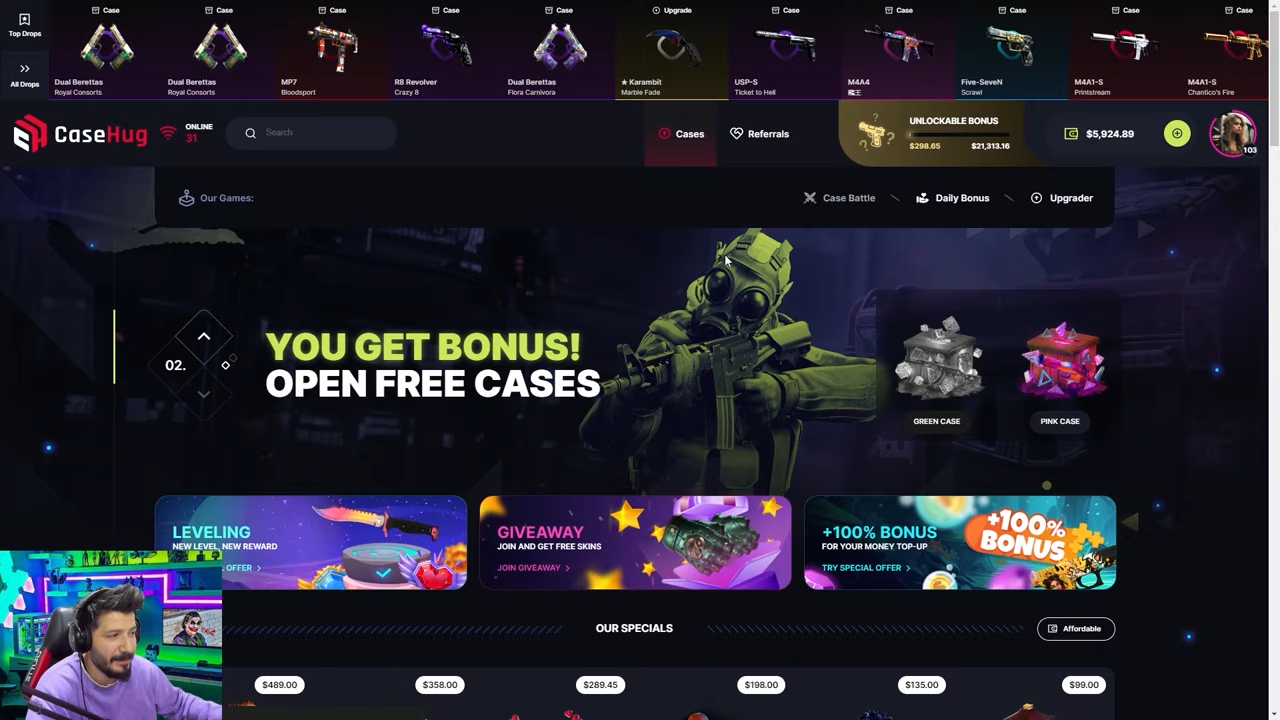 Top Drops
All Drops
Case
Dual Berettas
Royal Consorts
Case
Dual Berettas
Royal Consorts
Case
MP7
Bloodsport
Case
R8 Revolver
Crazy 8
Case
Dual Berettas
Flora Carnivora
Upgrade
★ Karambit
Marble Fade
Case
USP-S
Ticket to Hell
Case
M4A4
Case
Five-SeveN
Scrawl
Case
M4A1-S
Printstream
Case
M4A1-S
Chantico's Fire
CaseHug
ONLINE
31
Search
Cases
Referrals
UNLOCKABLE BONUS
$298.65
$21,313.16
$5,924.89
103
Our Games:
Case Battle
Daily Bonus
Upgrader
02.
YOU GET BONUS!
OPEN FREE CASES
GREEN CASE
PINK CASE
LEVELING
NEW LEVEL, NEW REWARD
OFFER
GIVEAWAY
JOIN AND GET FREE SKINS
JOIN GIVEAWAY
+100% BONUS
FOR YOUR MONEY TOP-UP
TRY SPECIAL OFFER
+100%
BONUS
OUR SPECIALS
Affordable
$489.00
$358.00
$289.45
$198.00
$135.00
$99.00